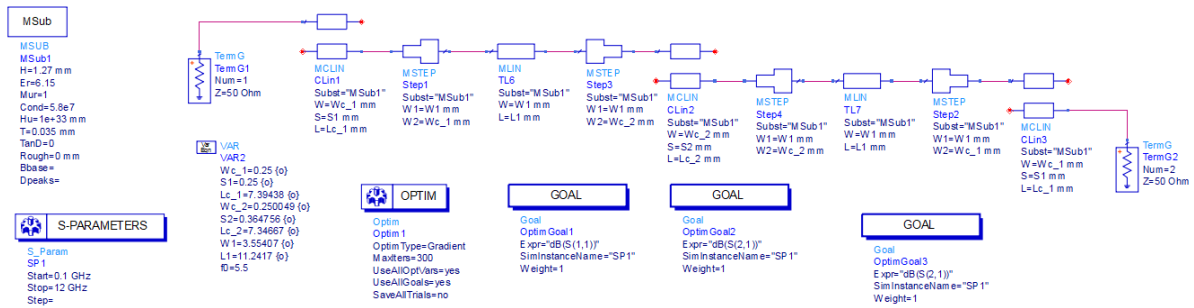 MSub
MSUB
MSub1
H=1.27 mm
Er=6.15
Mur=1
Cond=5.8e7
Hu=1e+33 mm
T=0.035 mm
TanD=0
Rough=0 mm
Bbase=
Dpeaks=
TermG
TermG1
Num=1
Z=50 Ohm
MCLIN
CLin1
Subst="MSub1"
W=Wc_1 mm
S=S1 mm
L=Lc_1 mm
MSTEP
Step1
Subst="MSub1"
W1=W1 mm
W2=Wc_1 mm
MLIN
TL6
Subst="MSub1"
W=W1 mm
L=L1 mm
MSTEP
Step3
Subst="MSub1"
W1=W1 mm
W2=Wc_2 mm
MCLIN
CLin2
Subst="MSub1"
W=Wc_2 mm
S=S2 mm
L=Lc_2 mm
MSTEP
Step4
Subst="MSub1"
W1=W1 mm
W2=Wc_2 mm
MLIN
TL7
Subst="MSub1"
W=W1 mm
L=L1 mm
MSTEP
Step2
Subst="MSub1"
W1=W1 mm
W2=Wc_1 mm
MCLIN
CLin3
Subst="MSub1"
W=Wc_1 mm
S=S1 mm
L=Lc_1 mm
TermG
TermG2
Num=2
Z=50 Ohm
Var
Eqn
VAR
VAR2
Wc_1=0.25 {o}
S1=0.25 {o}
Lc_1=7.39438 {o}
Wc_2=0.250049 {o}
S2=0.364756 {o}
Lc_2=7.34667 {o}
W1=3.55407 {o}
L1=11.2417 {o}
f0=5.5
S-PARAMETERS
S_Param
SP1
Start=0.1 GHz
Stop=12 GHz
Step=
OPTIM
Optim
Optim1
OptimType=Gradient
MaxIters=300
UseAllOptVars=yes
UseAllGoals=yes
SaveAllTrials=no
GOAL
Goal
OptimGoal1
Expr="dB(S(1,1))"
SimInstanceName="SP1"
Weight=1
GOAL
Goal
OptimGoal2
Expr="dB(S(2,1))"
SimInstanceName="SP1"
Weight=1
GOAL
Goal
OptimGoal3
Expr="dB(S(2,1))"
SimInstanceName="SP1"
Weight=1